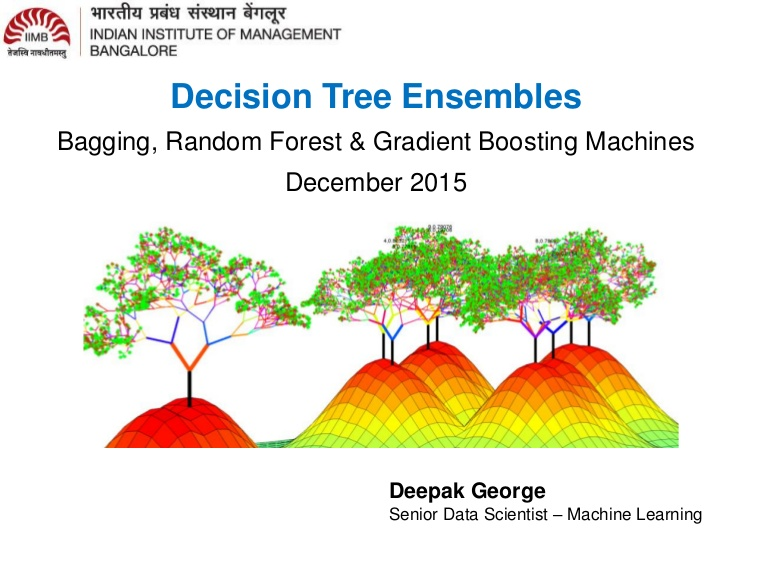 भारतीय प्रबंध संस्थान बेंगलूर
INDIAN INSTITUTE OF MANAGEMENT
BANGALORE
IIMB
तेजस्वि नावधीतमस्तु
Decision Tree Ensembles
Bagging, Random Forest & Gradient Boosting Machines
December 2015
Deepak George
Senior Data Scientist – Machine Learning